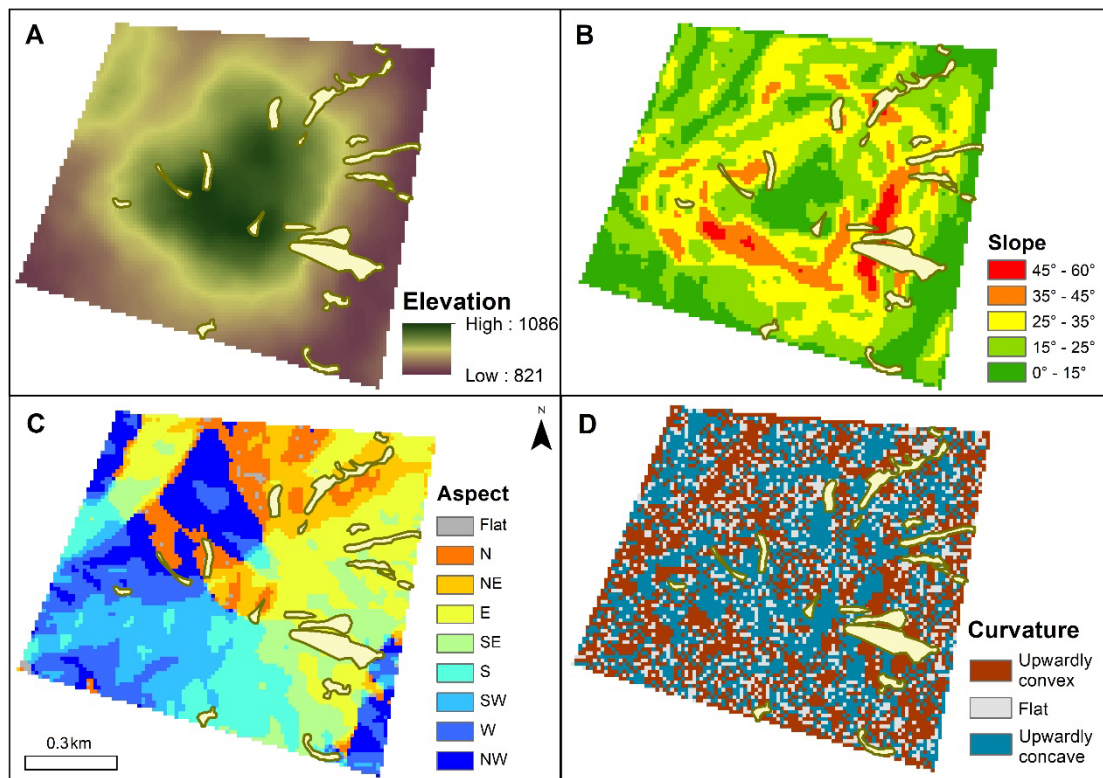 A
Elevation
High : 1086
Low : 821
B
Slope
45° - 60°
35° - 45°
25° - 35°
15° - 25°
0° - 15°
C
N
Aspect
Flat
N
NE
E
SE
S
SW
W
NW
0.3km
D
Curvature
Upwardly
convex
Flat
Upwardly
concave